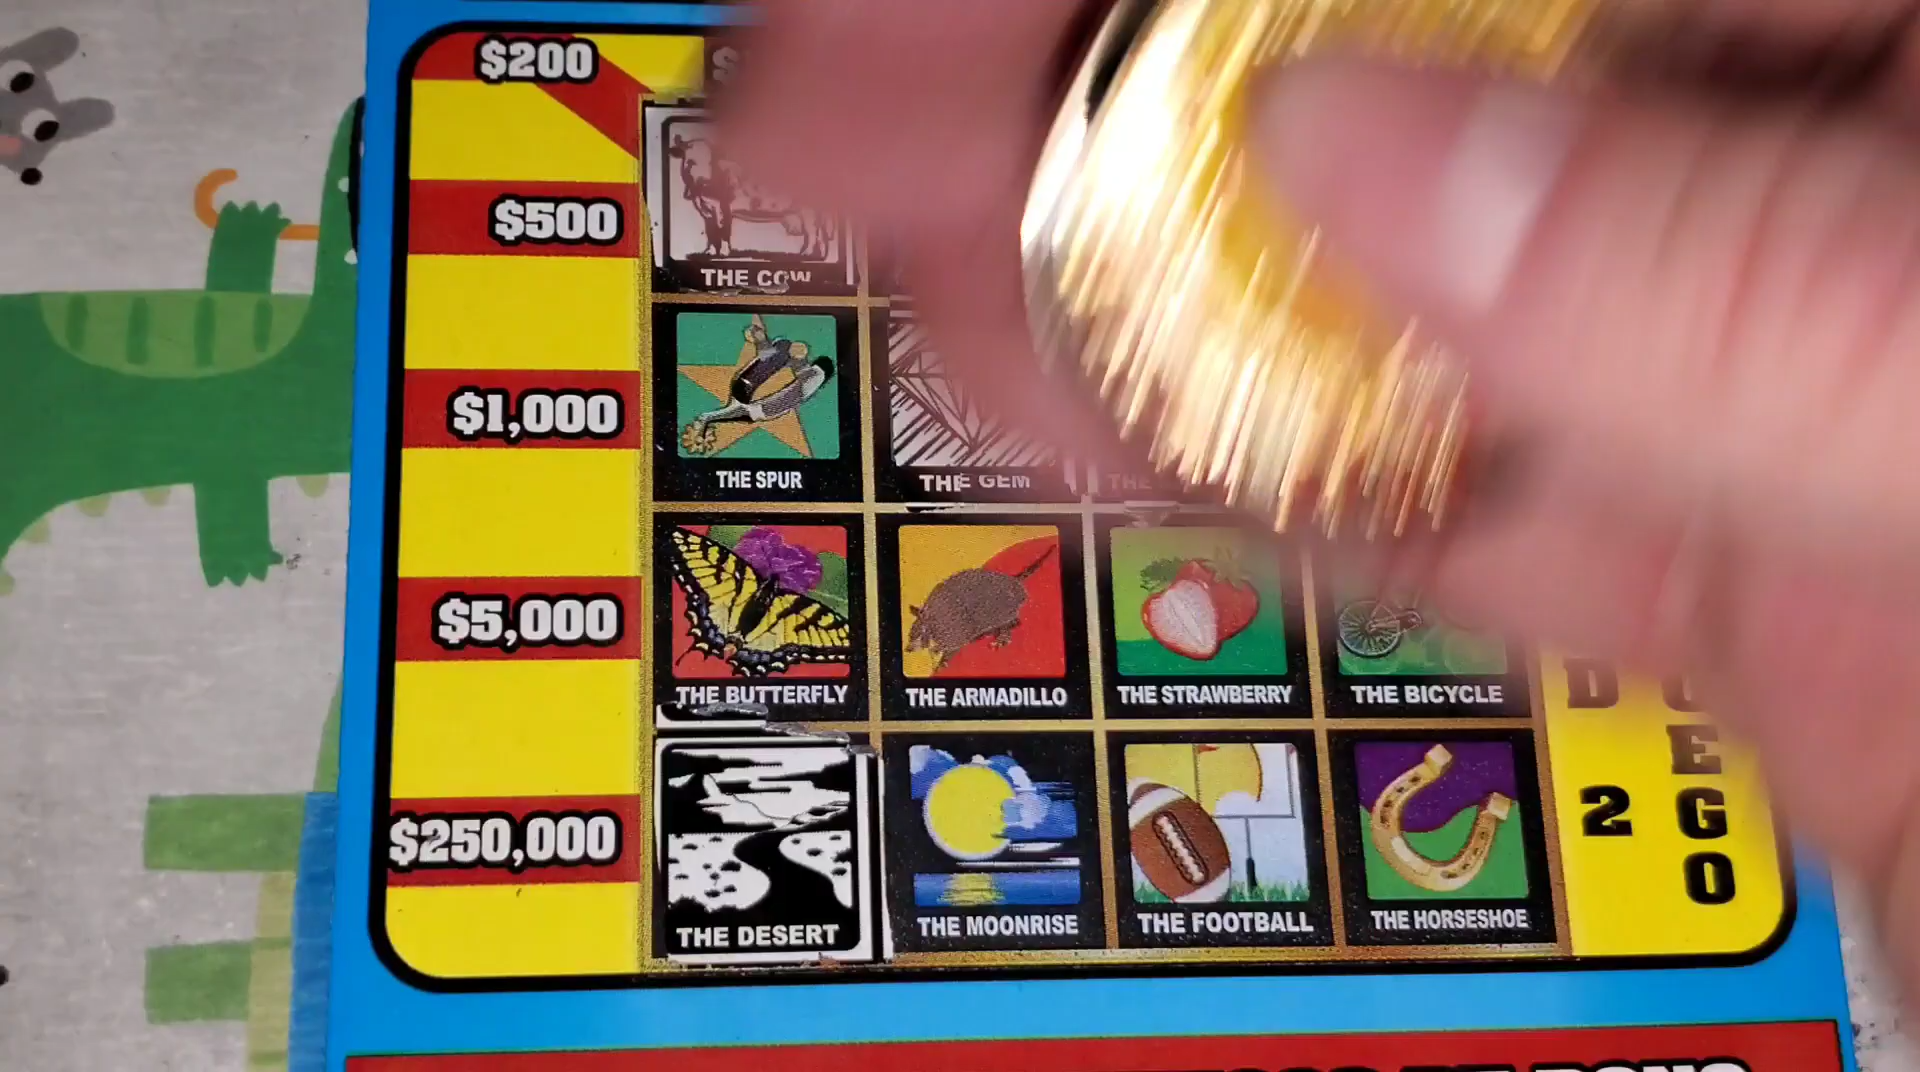 $200
$500
THE COW
$1,000
THE SPUR
THE GEM
THE
$5,000
THE BUTTERFLY
THE ARMADILLO
THE STRAWBERRY
THE BICYCLE
$250,000
THE DESERT
THE MOONRISE
THE FOOTBALL
THE HORSESHOE
D
2
E
G
O